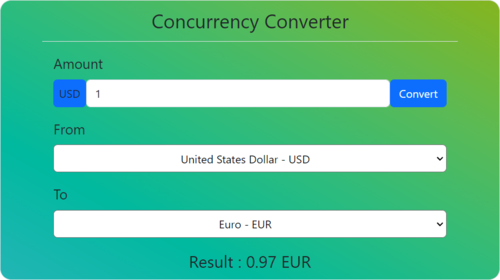 Concurrency Converter
Amount
USD 1 Convert
From
United States Dollar - USD
To
Euro - EUR
Result : 0.97 EUR